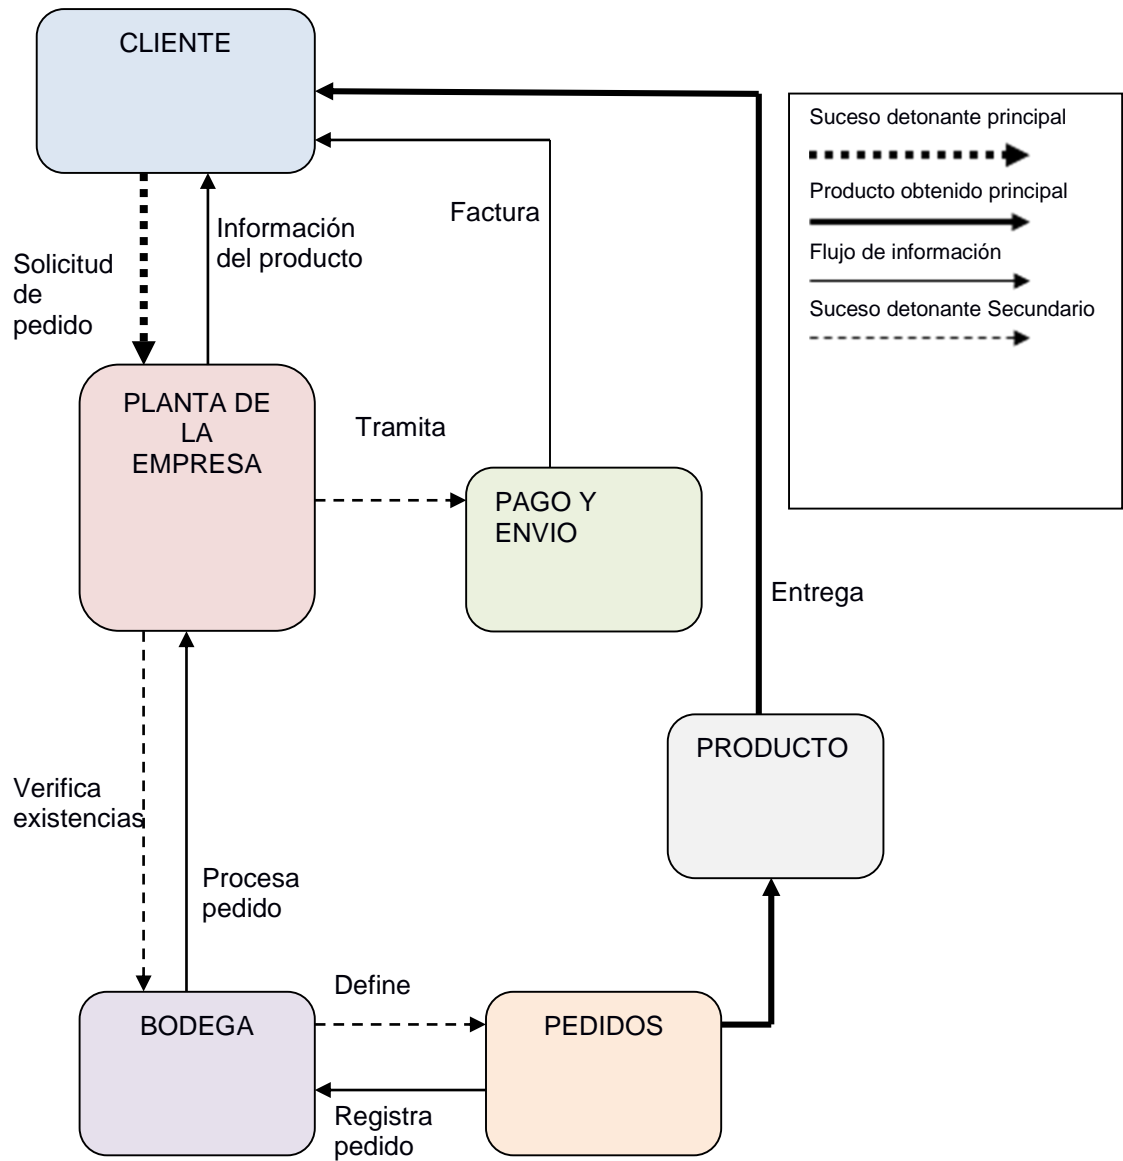 CLIENTE
Suceso detonante principal
Producto obtenido principal
Flujo de información
Suceso detonante Secundario
Factura
Información
del producto
Solicitud
de
pedido
PLANTA DE
LA
EMPRESA
Tramita
PAGO Y
ENVIO
Entrega
PRODUCTO
Verifica
existencias
Procesa
pedido
Define
BODEGA
PEDIDOS
Registra
pedido